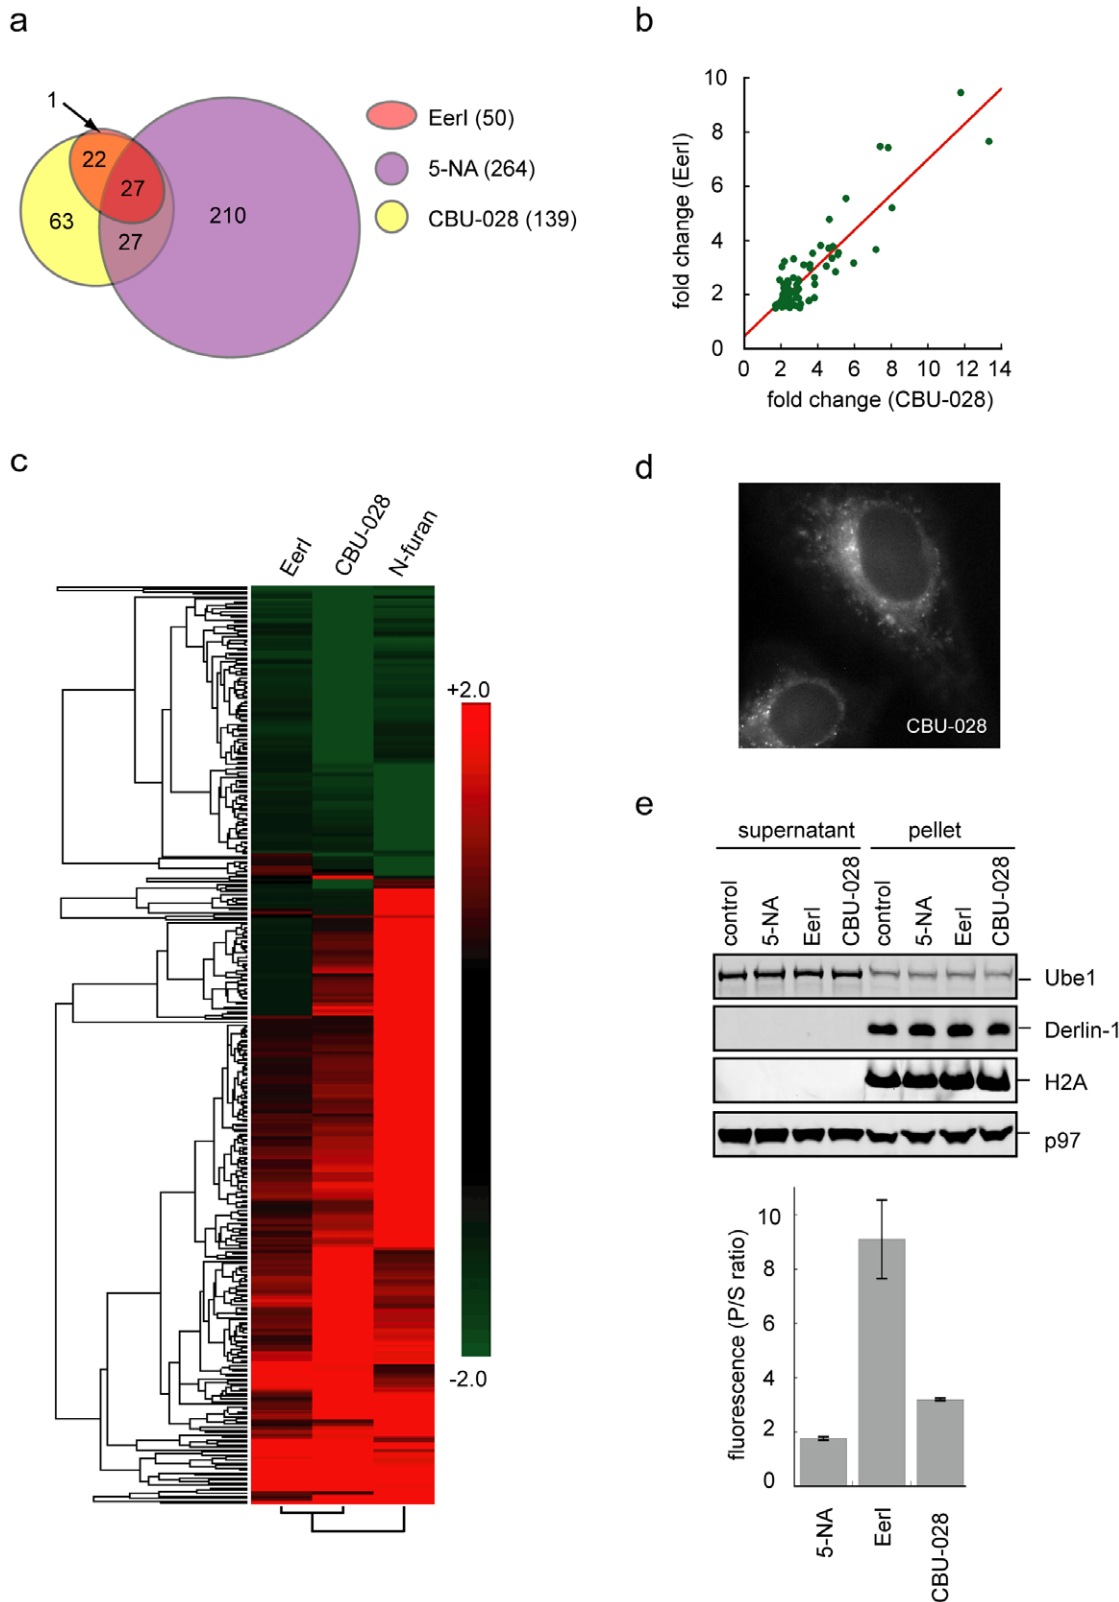 a
1
22
27
63
27
210
EerI (50)
5-NA (264)
CBU-028 (139)
b
10
8
6
4
2
0
fold change (EerI)
0 2 4 6 8 10 12 14
fold change (CBU-028)
c
EerI
CBU-028
N-furan
+2.0
-2.0
d
CBU-028
e
supernatant pellet
control 5-NA EerI CBU-028 control 5-NA EerI CBU-028
Ube1
Derlin-1
H2A
p97
10
8
6
4
2
0
fluorescence (P/S ratio)
5-NA
EerI
CBU-028